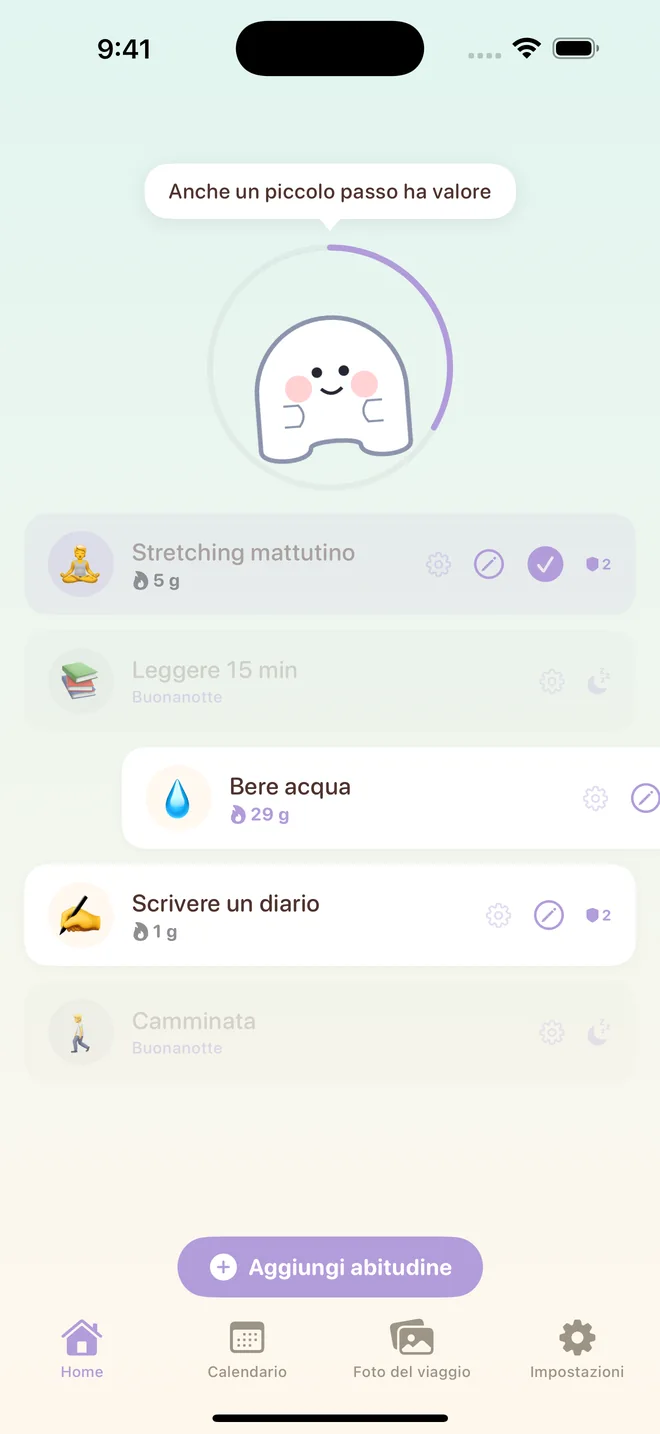 9:41
Anche un piccolo passo ha valore
Stretching mattutino
5 g
2
Leggere 15 min
Buonanotte
Bere acqua
29 g
Scrivere un diario
1 g
2
Camminata
Buonanotte
Aggiungi abitudine
Home
Calendario
Foto del viaggio
Impostazioni